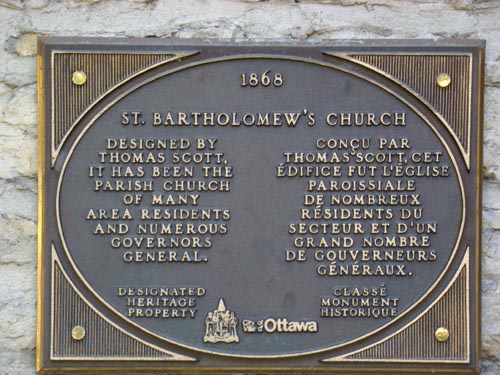 1868
ST. BARTHOLOMEW'S CHURCH
DESIGNED BY
THOMAS SCOTT,
IT HAS BEEN THE
PARISH CHURCH
OF MANY
AREA RESIDENTS
AND NUMEROUS
GOVERNORS
GENERAL.
CONÇU PAR
THOMAS SCOTT, CET
ÉDIFICE FUT L'ÉGLISE
PAROISSIALE
DE NOMBREUX
RÉSIDENTS DU
SECTEUR ET D'UN
GRAND NOMBRE
DE GOUVERNEURS
GÉNÉRAUX.
DESIGNATED
HERITAGE
PROPERTY
Ottawa
CLASSÉ
MONUMENT
HISTORIQUE